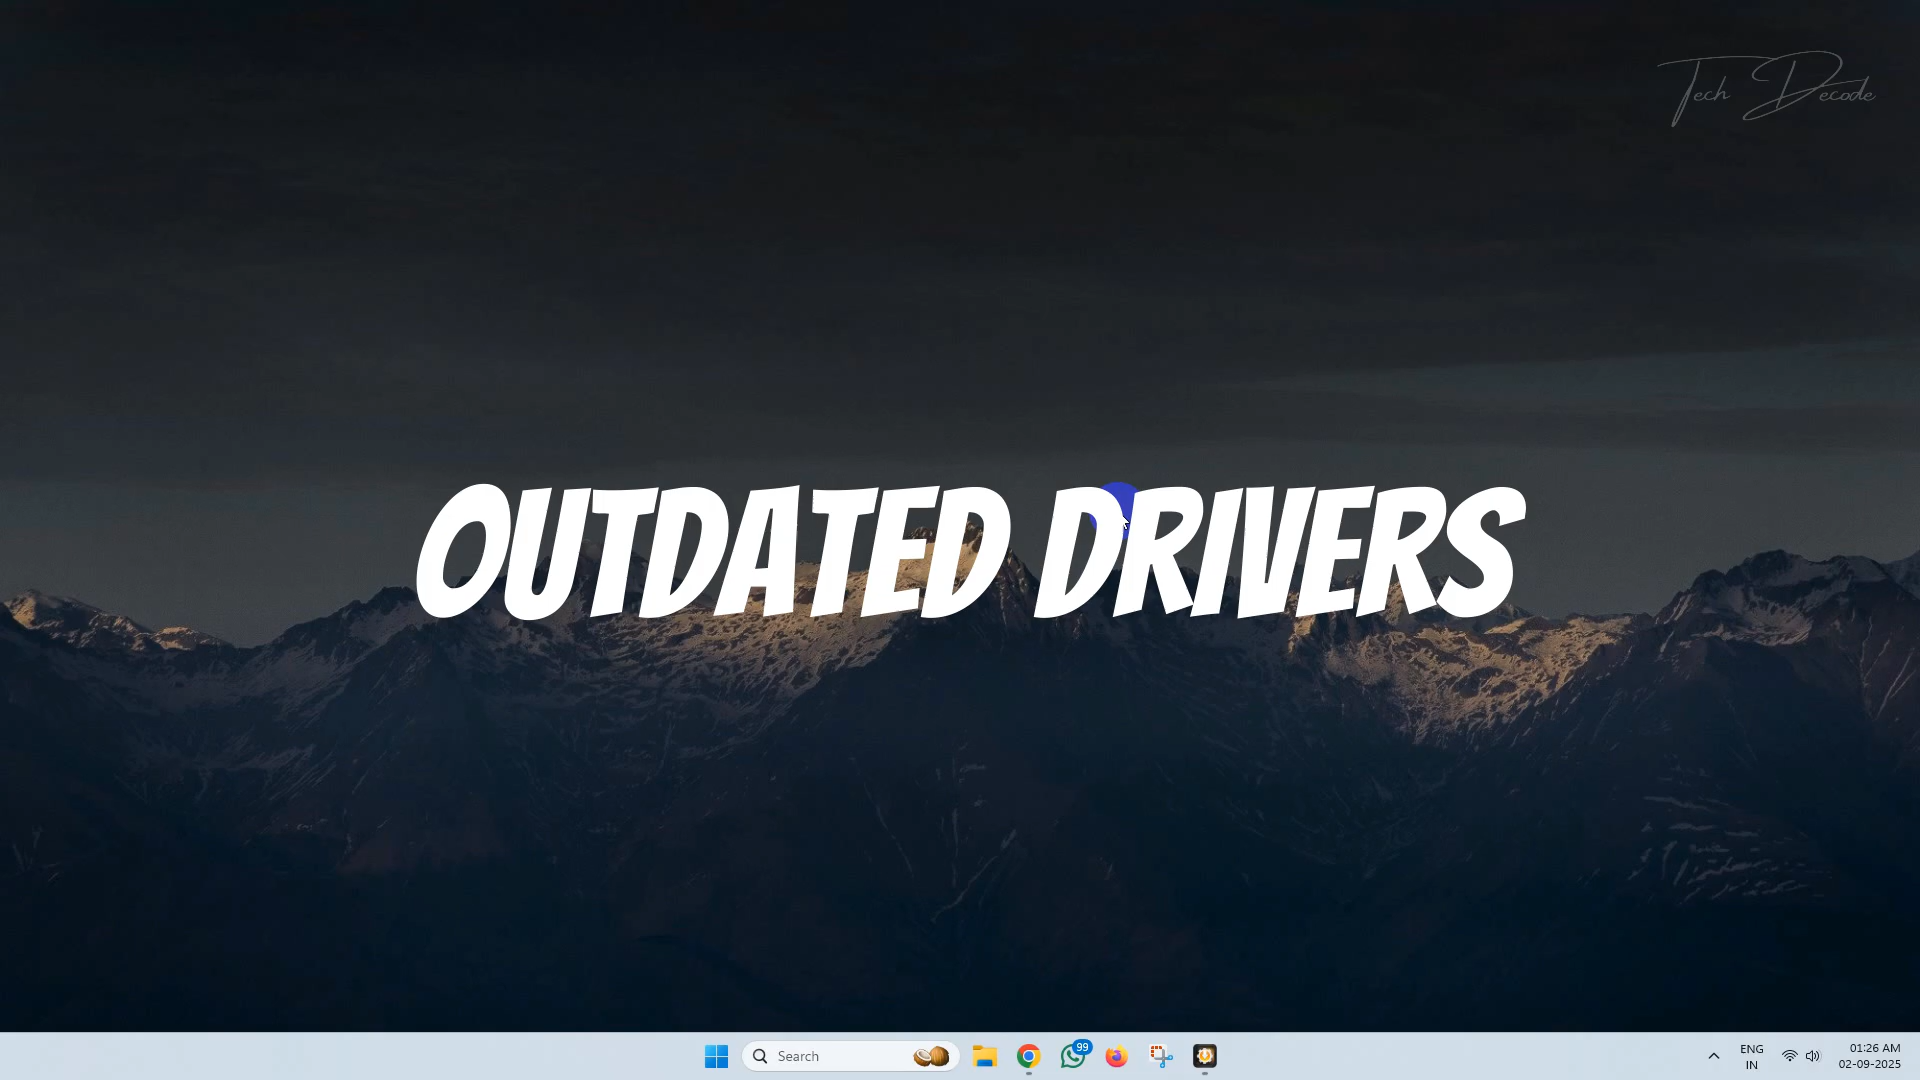 Tech Decode
OUTDATED DRIVERS
Search
99
ENG
IN
01:26 AM
02-09-2025